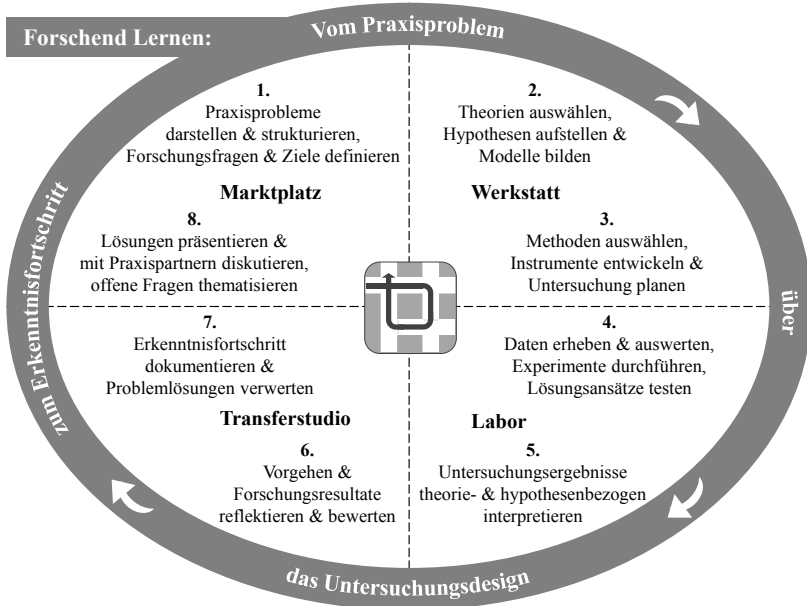 Forschend Lernen:
Vom Praxisproblem
1.
Praxisprobleme
darstellen & strukturieren,
Forschungsfragen & Ziele definieren
Marktplatz
8.
Lösungen präsentieren &
mit Praxispartnern diskutieren,
offene Fragen thematisieren
2.
Theorien auswählen,
Hypothesen aufstellen &
Modelle bilden
Werkstatt
3.
Methoden auswählen,
Instrumente entwickeln &
Untersuchung planen
über
4.
Daten erheben & auswerten,
Experimente durchführen,
Lösungsansätze testen
Labor
5.
Untersuchungsergebnisse
theorie- & hypothesenbezogen
interpretieren
das Untersuchungsdesign
7.
Erkenntnisfortschritt
dokumentieren &
Problemlösungen verwerten
Transferstudio
6.
Vorgehen &
Forschungsresultate
reflektieren & bewerten
zum Erkenntnisfortschritt